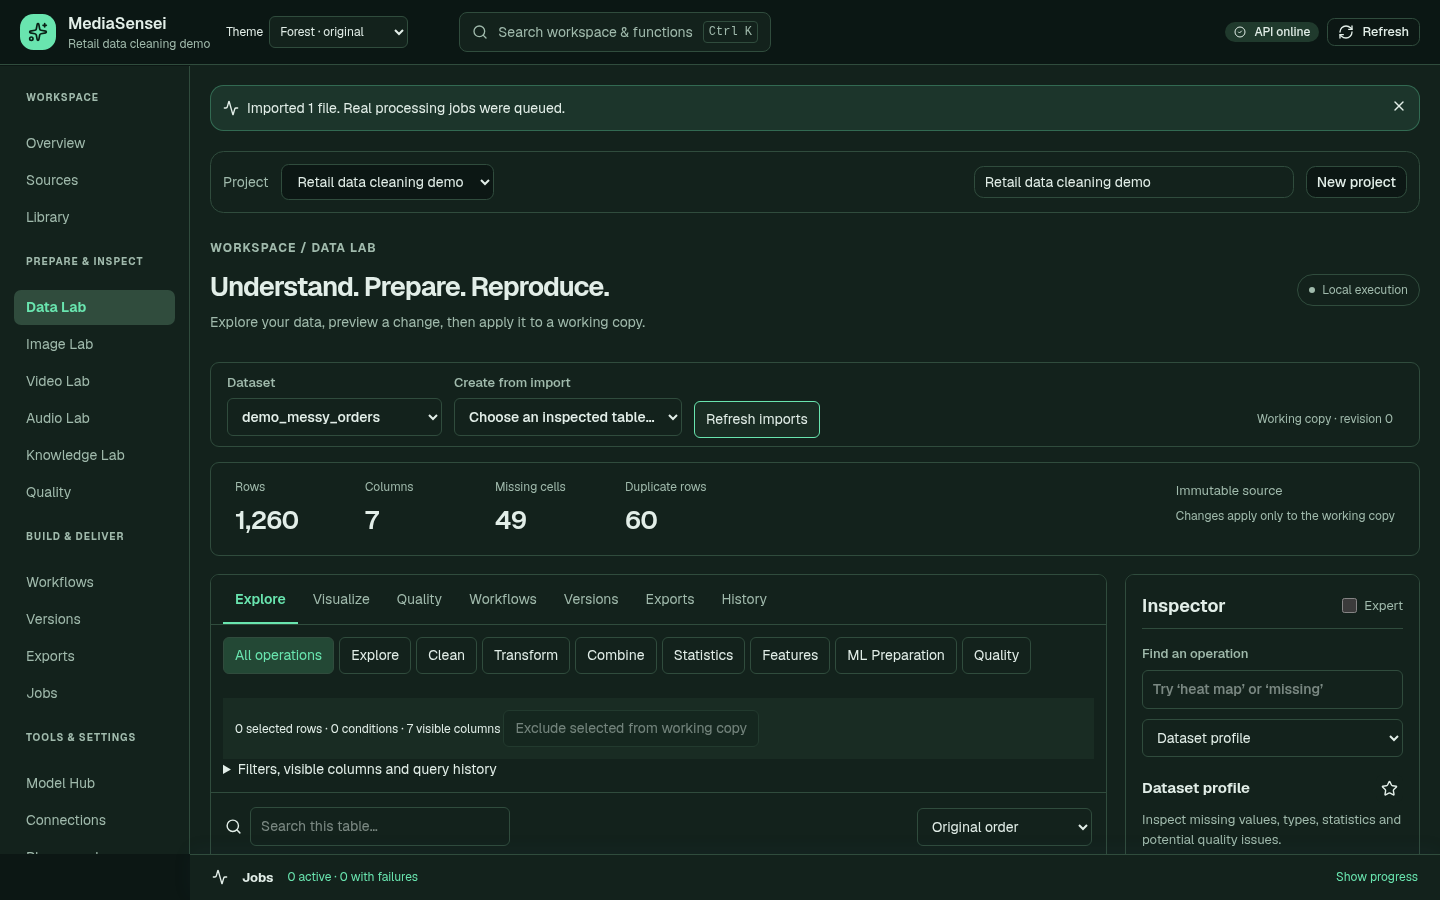 MediaSensei
Retail data cleaning demo
Theme
Forest · original
Search workspace & functions
Ctrl K
API online
Refresh
WORKSPACE
Overview
Sources
Library
PREPARE & INSPECT
Data Lab
Image Lab
Video Lab
Audio Lab
Knowledge Lab
Quality
BUILD & DELIVER
Workflows
Versions
Exports
Jobs
TOOLS & SETTINGS
Model Hub
Connections
Imported 1 file. Real processing jobs were queued.
Project
Retail data cleaning demo
Retail data cleaning demo
New project
WORKSPACE / DATA LAB
Understand. Prepare. Reproduce.
Local execution
Explore your data, preview a change, then apply it to a working copy.
Dataset
Create from import
demo_messy_orders
Choose an inspected table…
Refresh imports
Working copy · revision 0
Rows
Columns
Missing cells
Duplicate rows
1,260
7
49
60
Immutable source
Changes apply only to the working copy
Explore
Visualize
Quality
Workflows
Versions
Exports
History
All operations
Explore
Clean
Transform
Combine
Statistics
Features
ML Preparation
Quality
0 selected rows · 0 conditions · 7 visible columns
Exclude selected from working copy
Filters, visible columns and query history
Search this table…
Original order
Inspector
Expert
Find an operation
Try ‘heat map’ or ‘missing’
Dataset profile
Dataset profile
Inspect missing values, types, statistics and
potential quality issues.
Jobs
0 active · 0 with failures
Show progress